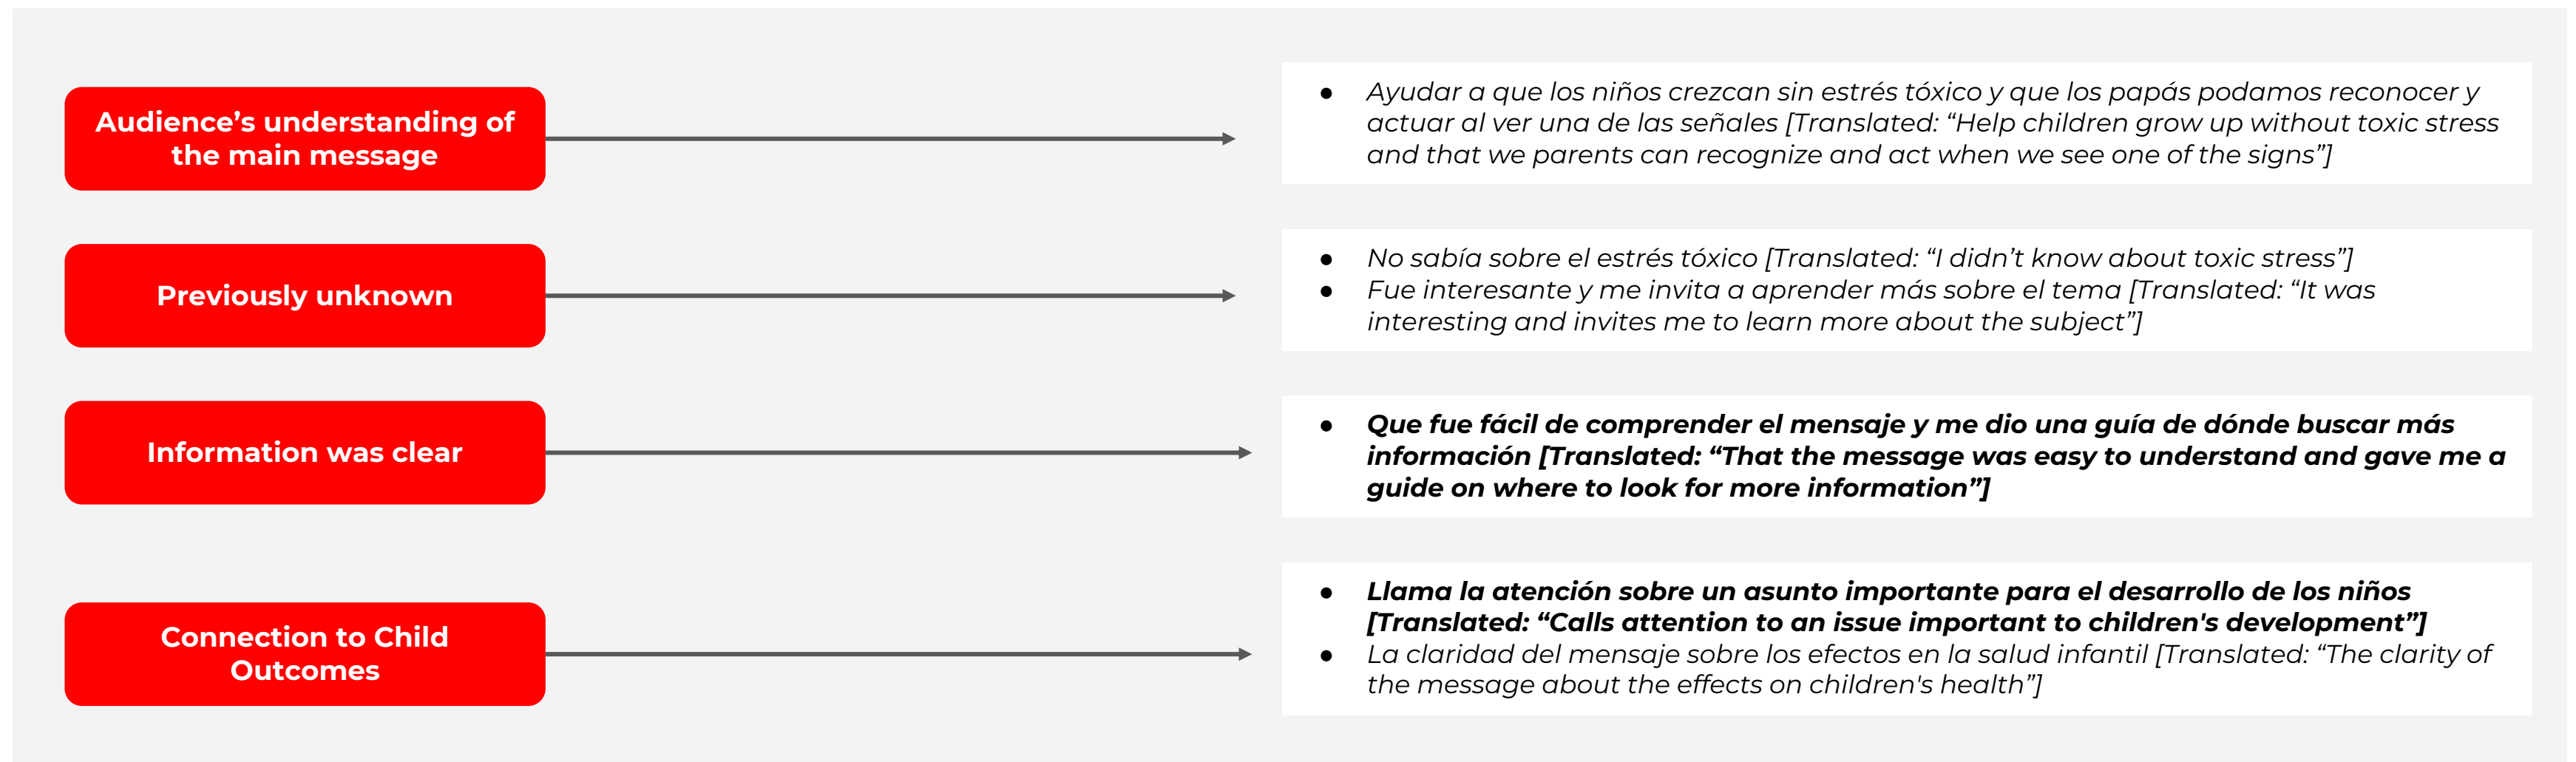 Audience’s understanding of
the main message
● Ayudar a que los niños crezcan sin estrés tóxico y que los papás podamos reconocer y
actuar al ver una de las señales [Translated: “Help children grow up without toxic stress
and that we parents can recognize and act when we see one of the signs”]
Previously unknown
● No sabía sobre el estrés tóxico [Translated: “I didn’t know about toxic stress”]
● Fue interesante y me invita a aprender más sobre el tema [Translated: “It was
interesting and invites me to learn more about the subject”]
Information was clear
● Que fue fácil de comprender el mensaje y me dio una guía de dónde buscar más
información [Translated: “That the message was easy to understand and gave me a
guide on where to look for more information”]
Connection to Child
Outcomes
● Llama la atención sobre un asunto importante para el desarrollo de los niños
[Translated: “Calls attention to an issue important to children's development”]
● La claridad del mensaje sobre los efectos en la salud infantil [Translated: “The clarity of
the message about the effects on children's health”]